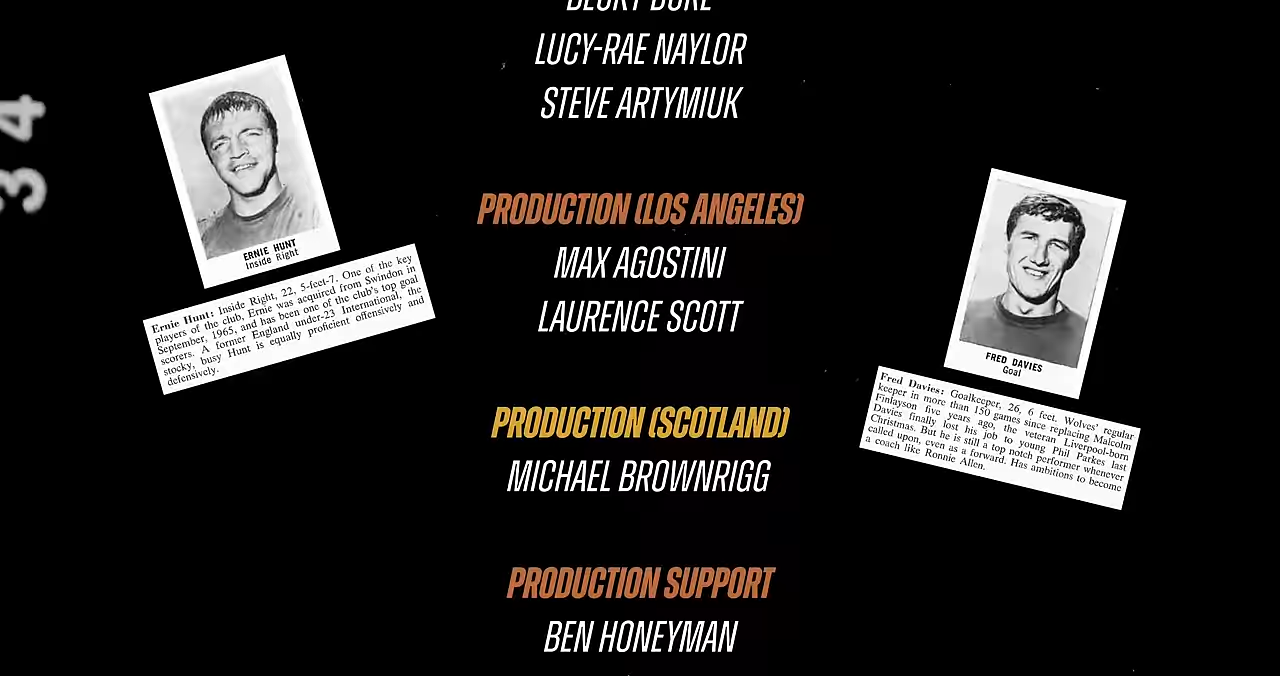 LUCY-RAE NAYLOR
STEVE ARTYMIUK
PRODUCTION (LOS ANGELES)
MAX AGOSTINI
LAURENCE SCOTT
PRODUCTION (SCOTLAND)
MICHAEL BROWNRIGG
PRODUCTION SUPPORT
BEN HONEYMAN
34
ERNIE HUNT
Inside Right
Ernie Hunt: Inside Right, 22, 5-feet-7. One of the key
players of the club, Ernie was acquired from Swindon in
September, 1965, and has been one of the club's top goal
scorers. A former England under-23 International, the
stocky, busy Hunt is equally proficient offensively and
defensively.
FRED DAVIES
Goal
Fred Davies: Goalkeeper, 26, 6 feet. Wolves' regular
keeper in more than 150 games since replacing Malcolm
Finlayson five years ago, the veteran Liverpool-born
Davies finally lost his job to young Phil Parkes last
Christmas. But he is still a top notch performer whenever
called upon, even as a forward. Has ambitions to become
a coach like Ronnie Allen.